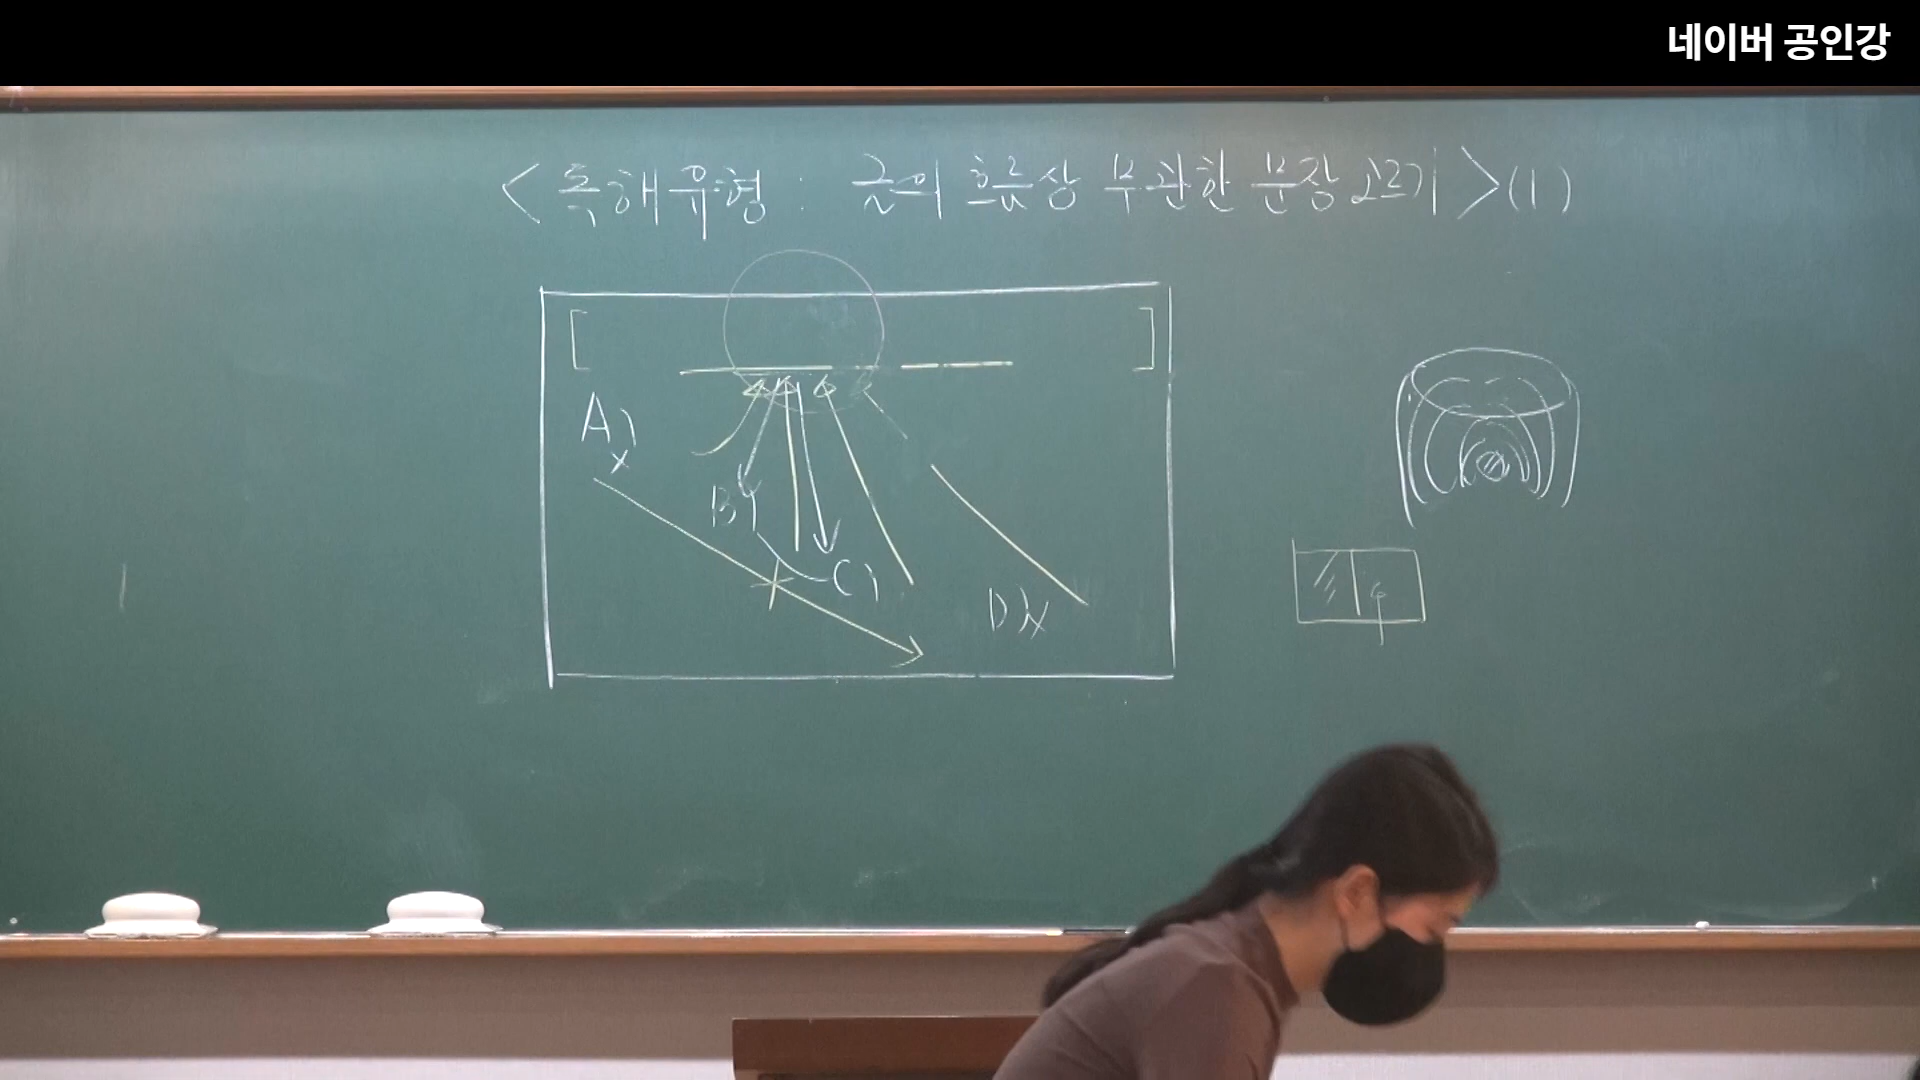 네이버 공인강
<독해유형 : 글의 흐름상 무관한 문장 고르기>(1)
A)
x
B)
C)
D)x